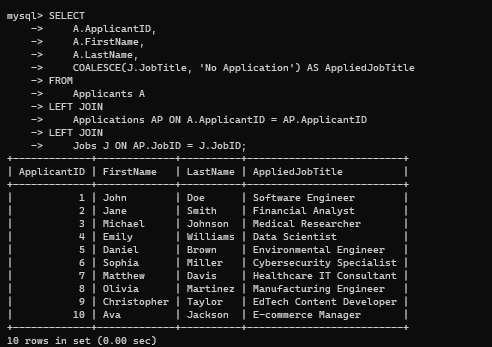 mysql> SELECT
    ->     A.ApplicantID,
    ->     A.FirstName,
    ->     A.LastName,
    ->     COALESCE(J.JobTitle, 'No Application') AS AppliedJobTitle
    -> FROM
    ->     Applicants A
    -> LEFT JOIN
    ->     Applications AP ON A.ApplicantID = AP.ApplicantID
    -> LEFT JOIN
    ->     Jobs J ON AP.JobID = J.JobID;
+-------------+-------------+----------+--------------------------+
| ApplicantID | FirstName   | LastName | AppliedJobTitle          |
+-------------+-------------+----------+--------------------------+
|           1 | John        | Doe      | Software Engineer        |
|           2 | Jane        | Smith    | Financial Analyst        |
|           3 | Michael     | Johnson  | Medical Researcher       |
|           4 | Emily       | Williams | Data Scientist           |
|           5 | Daniel      | Brown    | Environmental Engineer   |
|           6 | Sophia      | Miller   | Cybersecurity Specialist |
|           7 | Matthew     | Davis    | Healthcare IT Consultant |
|           8 | Olivia      | Martinez | Manufacturing Engineer   |
|           9 | Christopher | Taylor   | EdTech Content Developer |
|          10 | Ava         | Jackson  | E-commerce Manager       |
+-------------+-------------+----------+--------------------------+
10 rows in set (0.00 sec)